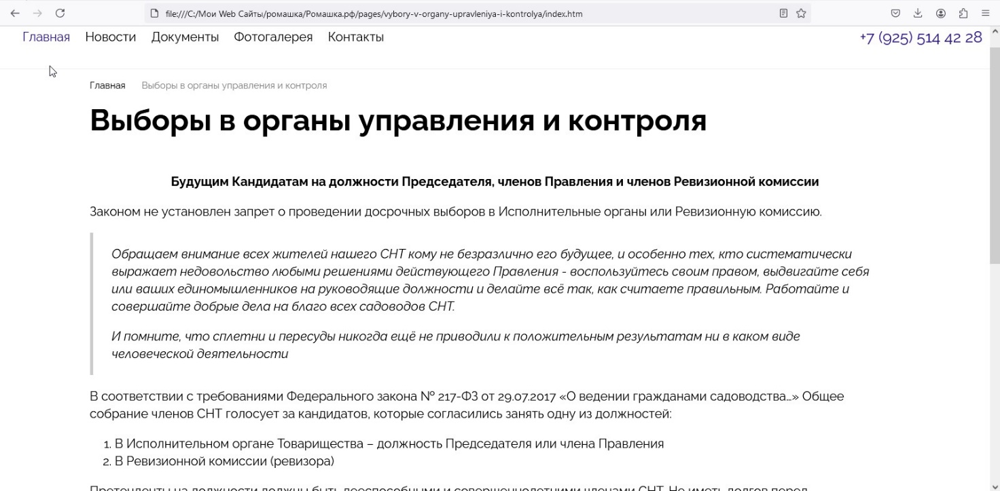 file:///C:/Мои Web Сайты/ромашка/Ромашка.рф/pages/vybory-v-organy-upravleniya-i-kontrolya/index.htm
Главная Новости Документы Фотогалерея Контакты +7 (925) 514 42 28
Главная Выборы в органы управления и контроля
Выборы в органы управления и контроля
Будущим Кандидатам на должности Председателя, членов Правления и членов Ревизионной комиссии
Законом не установлен запрет о проведении досрочных выборов в Исполнительные органы или Ревизионную комиссию.
Обращаем внимание всех жителей нашего СНТ кому не безразлично его будущее, и особенно тех, кто систематически
выражает недовольство любыми решениями действующего Правления - воспользуйтесь своим правом, выдвигайте себя
или ваших единомышленников на руководящие должности и делайте всё так, как считаете правильным. Работайте и
совершайте добрые дела на благо всех садоводов СНТ.
И помните, что сплетни и пересуды никогда ещё не приводили к положительным результатам ни в каком виде
человеческой деятельности
В соответствии с требованиями Федерального закона № 217-ФЗ от 29.07.2017 «О ведении гражданами садоводства...» Общее
собрание членов СНТ голосует за кандидатов, которые согласились занять одну из должностей:
1. В Исполнительном органе Товарищества – должность Председателя или члена Правления
2. В Ревизионной комиссии (ревизора)
Претенденты на должности должны быть дееспособными и совершеннолетними членами СНТ. Не иметь долгов перед